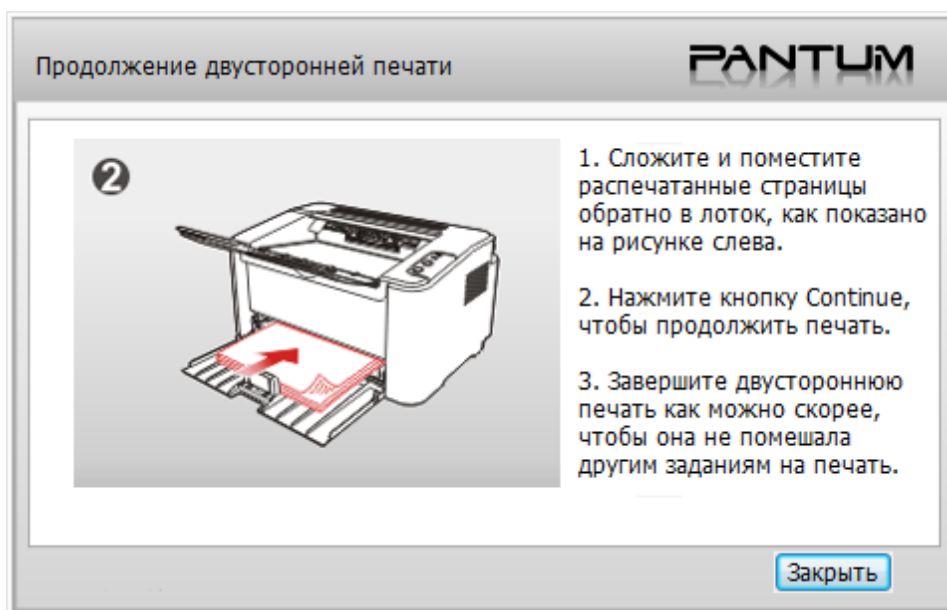 Продолжение двусторонней печати
PANTUM
2
1. Сложите и поместите
распечатанные страницы
обратно в лоток, как показано
на рисунке слева.
2. Нажмите кнопку Continue,
чтобы продолжить печать.
3. Завершите двустороннюю
печать как можно скорее,
чтобы она не помешала
другим заданиям на печать.
Закрыть